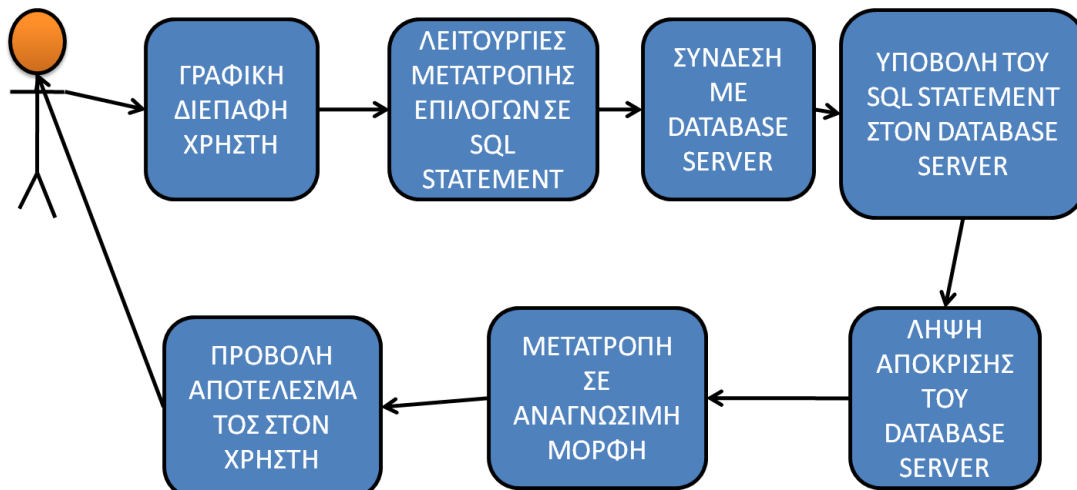 ΓΡΑΦΙΚΗ
ΔΙΕΠΑΦΗ
ΧΡΗΣΤΗ
ΛΕΙΤΟΥΡΓΙΕΣ
ΜΕΤΑΤΡΟΠΗΣ
ΕΠΙΛΟΓΩΝ ΣΕ
SQL
STATEMENT
ΣΥΝΔΕΣΗ
ΜΕ
DATABASE
SERVER
ΥΠΟΒΟΛΗ ΤΟΥ
SQL STATEMENT
ΣΤΟΝ DATABASE
SERVER
ΛΗΨΗ
ΑΠΟΚΡΙΣΗΣ
ΤΟΥ
DATABASE
SERVER
ΜΕΤΑΤΡΟΠΗ
ΣΕ
ΑΝΑΓΝΩΣΙΜΗ
ΜΟΡΦΗ
ΠΡΟΒΟΛΗ
ΑΠΟΤΕΛΕΣΜΑ
ΤΟΣ ΣΤΟΝ
ΧΡΗΣΤΗ